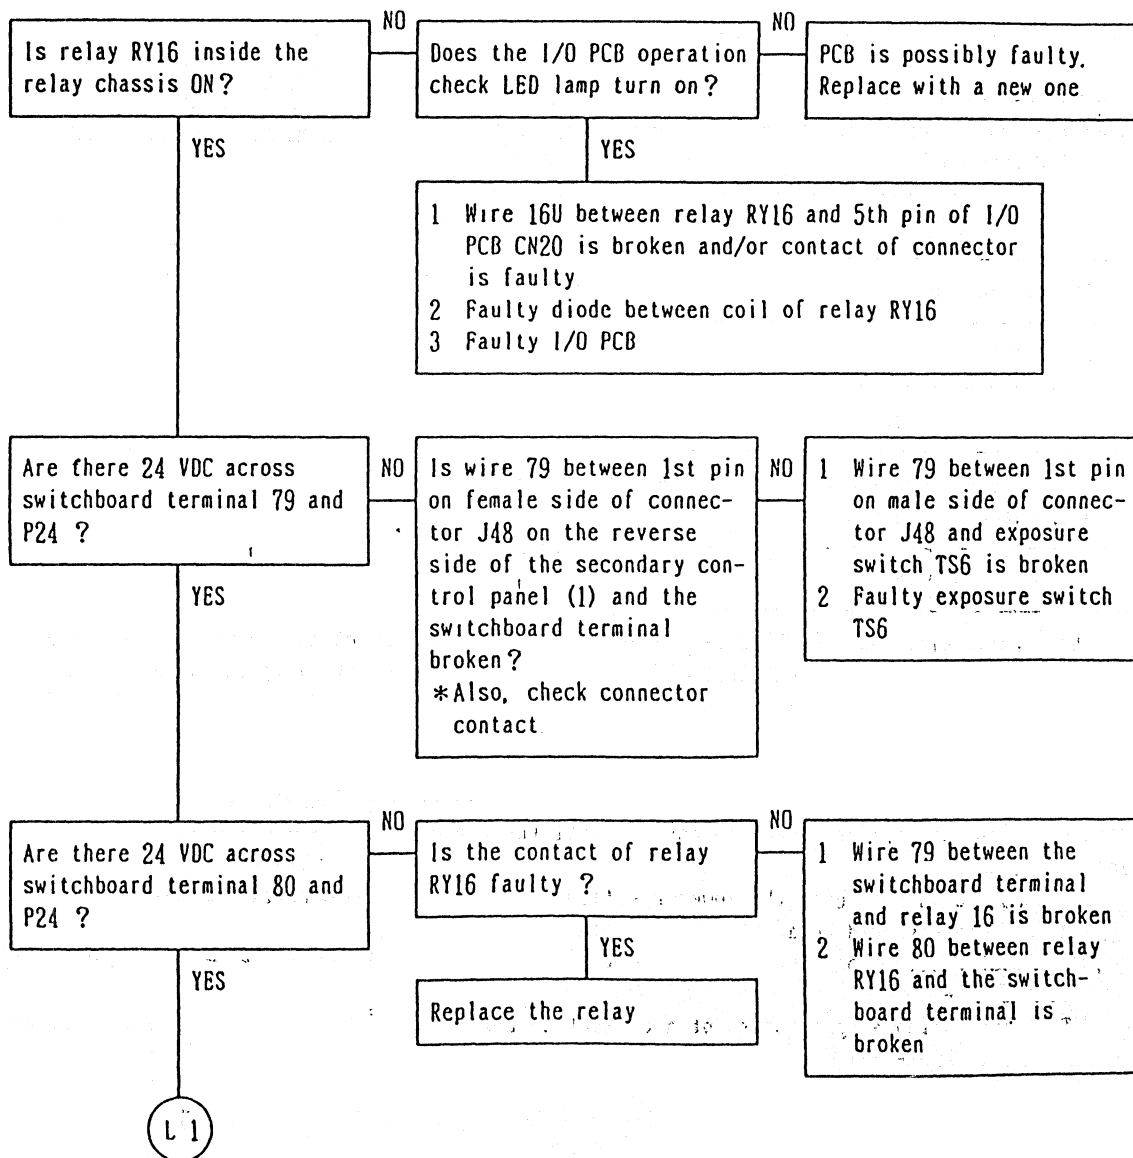 NO
NO
Is relay RY16 inside the
relay chassis ON?
Does the I/O PCB operation
check LED lamp turn on?
PCB is possibly faulty.
Replace with a new one
YES
YES
1 Wire 16U between relay RY16 and 5th pin of I/O
PCB CN20 is broken and/or contact of connector
is faulty
2 Faulty diode between coil of relay RY16
3 Faulty I/O PCB
Are there 24 VDC across
switchboard terminal 79 and
P24 ?
NO
Is wire 79 between 1st pin
on female side of connec-
tor J48 on the reverse
side of the secondary con-
trol panel (1) and the
switchboard terminal
broken?
*Also, check connector
contact
NO
1 Wire 79 between 1st pin
on male side of connec-
tor J48 and exposure
switch TS6 is broken
2 Faulty exposure switch
TS6
YES
NO
NO
Are there 24 VDC across
switchboard terminal 80 and
P24 ?
Is the contact of relay
RY16 faulty ?
1 Wire 79 between the
switchboard terminal
and relay 16 is broken
2 Wire 80 between relay
RY16 and the switch-
board terminal is
broken
YES
YES
Replace the relay
L 1